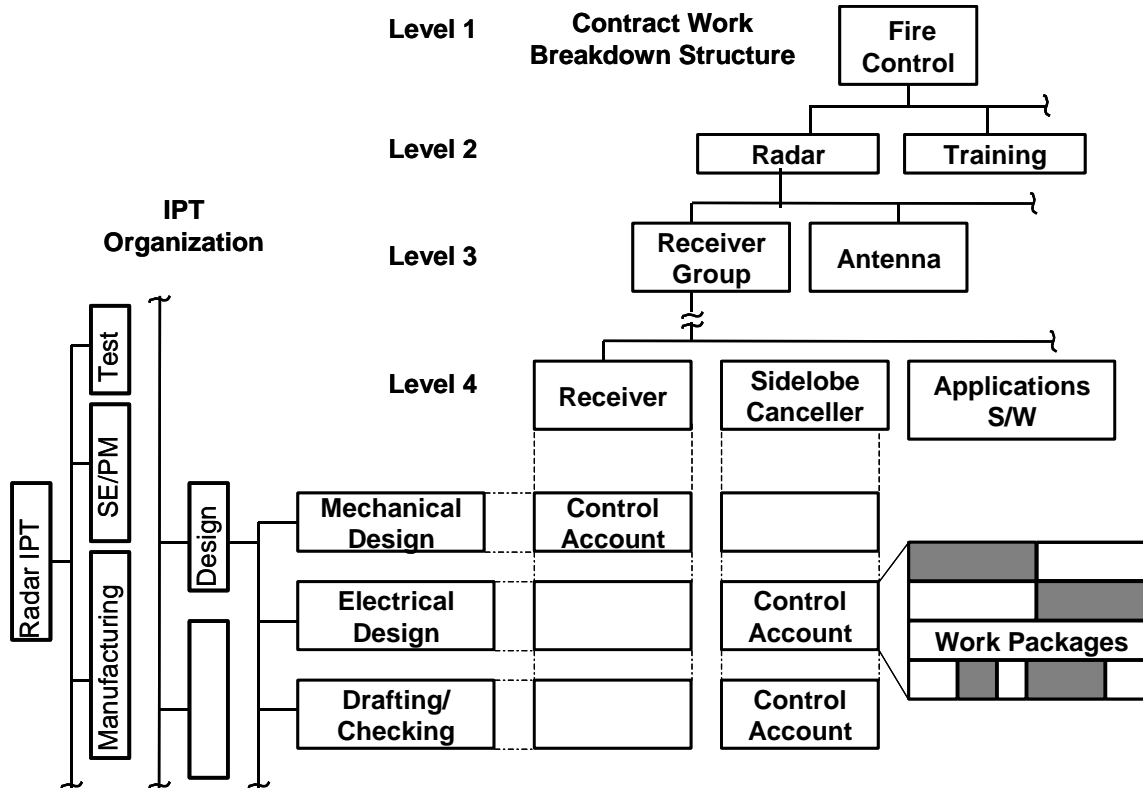 Level 1
Contract Work
Breakdown Structure
Fire
Control
Level 2
Radar
Training
IPT
Organization
Level 3
Receiver
Group
Antenna
Level 4
Receiver
Sidelobe
Canceller
Applications
S/W
Test
SE/PM
Manufacturing
Radar IPT
Design
Mechanical
Design
Control
Account
Electrical
Design
Control
Account
Work Packages
Drafting/
Checking
Control
Account